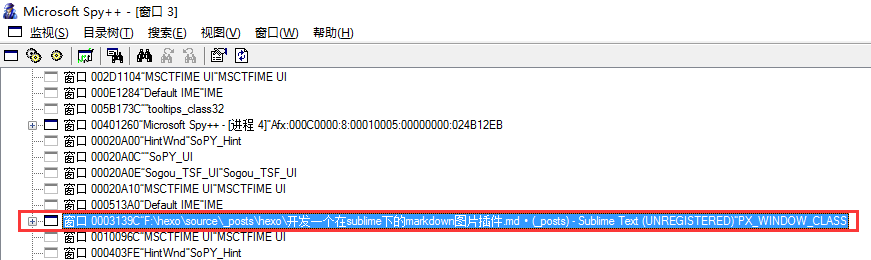 Microsoft Spy++ - [窗口 3]
监视(S) 目录树(T) 搜索(E) 视图(V) 窗口(W) 帮助(H)
窗口 002D1104"MSCTFIME UI"MSCTFIME UI
窗口 000E1284"Default IME"IME
窗口 005B173C""tooltips_class32
窗口 00401260"Microsoft Spy++ - [进程 4]"Afx:000C0000:8:00010005:00000000:024B12EB
窗口 00020A00"HintWnd"SoPY_Hint
窗口 00020A0C""SoPY_UI
窗口 00020A0E"Sogou_TSF_UI"Sogou_TSF_UI
窗口 00020A10"MSCTFIME UI"MSCTFIME UI
窗口 000513A0"Default IME"IME
窗口 0003139C"F:\hexo\source\_posts\hexo\开发一个在sublime下的markdown图片插件.md • (_posts) - Sublime Text (UNREGISTERED)"PX_WINDOW_CLASS
窗口 0010096C"MSCTFIME UI"MSCTFIME UI
窗口 000403FE"HintWnd"SoPY_Hint